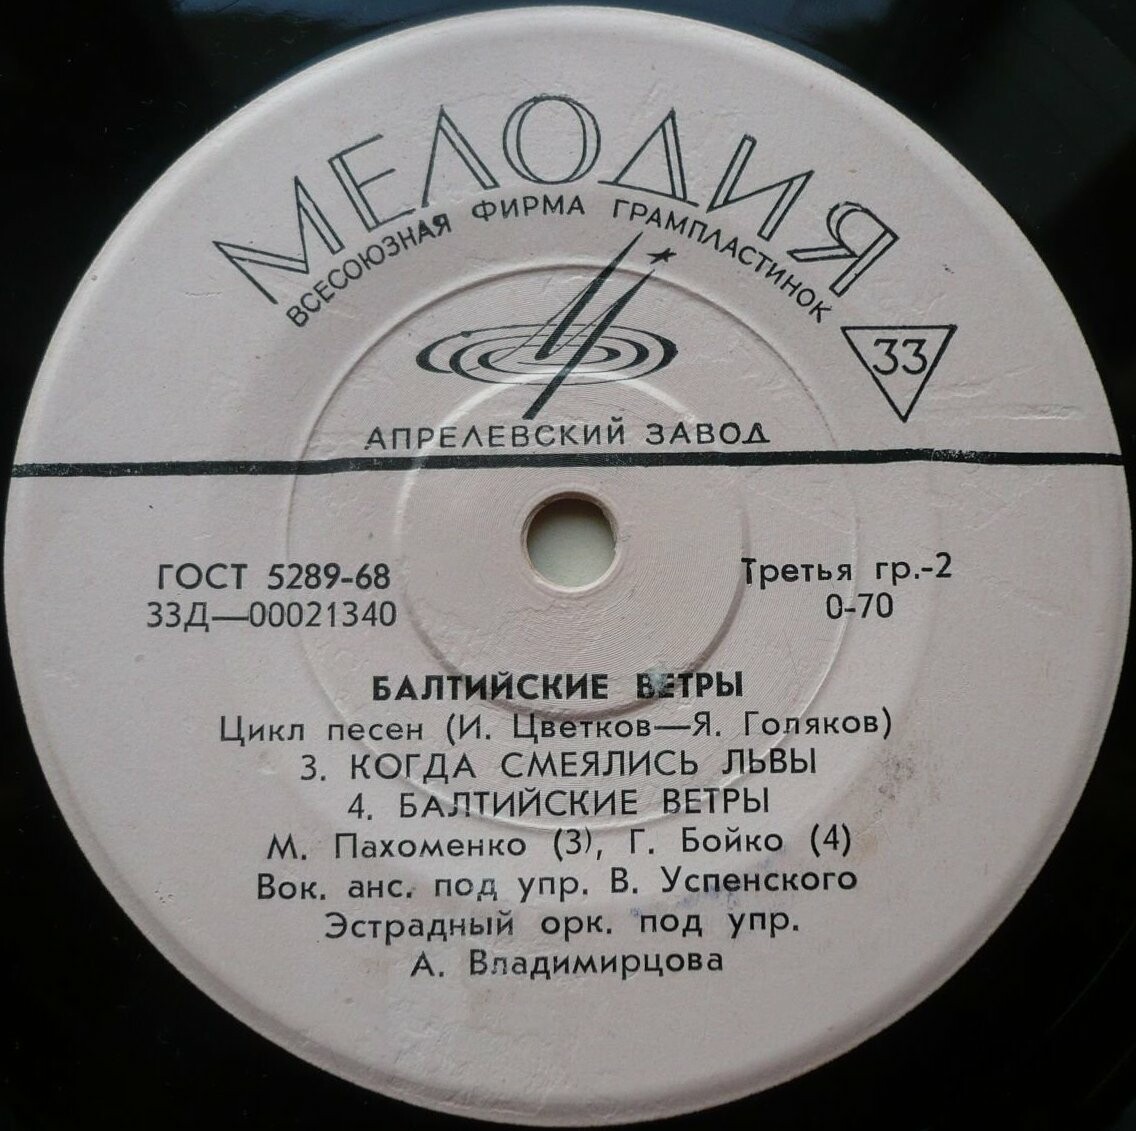 МЕЛОДИЯ
ВСЕСОЮЗНАЯ ФИРМА ГРАМПЛАСТИНОК
33
АПРЕЛЕВСКИЙ ЗАВОД
ГОСТ 5289-68
Третья гр.-2
33Д—00021340
0-70
БАЛТИЙСКИЕ ВЕТРЫ
Цикл песен (И. Цветков—Я. Голяков)
3. КОГДА СМЕЯЛИСЬ ЛЬВЫ
4. БАЛТИЙСКИЕ ВЕТРЫ
М. Пахоменко (3), Г. Бойко (4)
Вок. анс. под упр. В. Успенского
Эстрадный орк. под упр.
А. Владимирцова